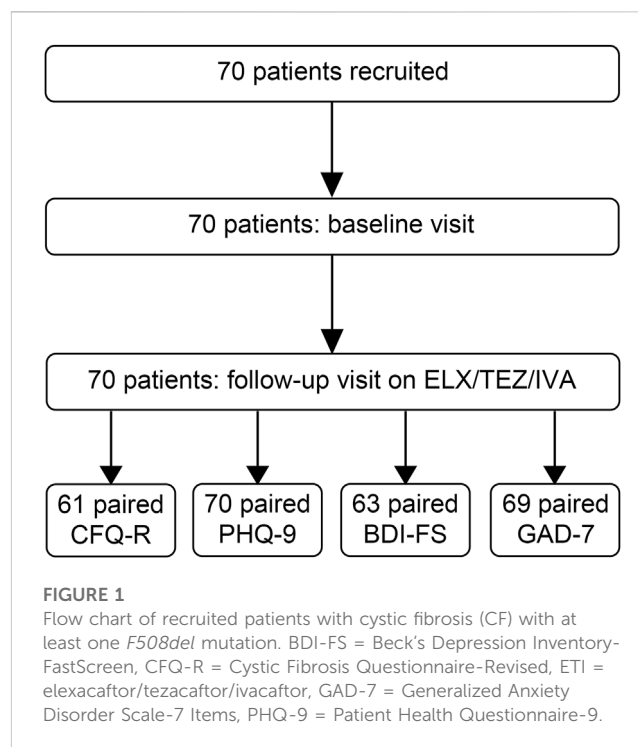 70 patients recruited
70 patients: baseline visit
70 patients: follow-up visit on ELX/TEZ/IVA
61 paired
CFQ-R
70 paired
PHQ-9
63 paired
BDI-FS
69 paired
GAD-7
FIGURE 1
Flow chart of recruited patients with cystic fibrosis (CF) with at
least one F508del mutation. BDI-FS = Beck's Depression Inventory-
FastScreen, CFQ-R = Cystic Fibrosis Questionnaire-Revised, ETI =
elexacaftor/tezacaftor/ivacaftor, GAD-7 = Generalized Anxiety
Disorder Scale-7 Items, PHQ-9 = Patient Health Questionnaire-9.